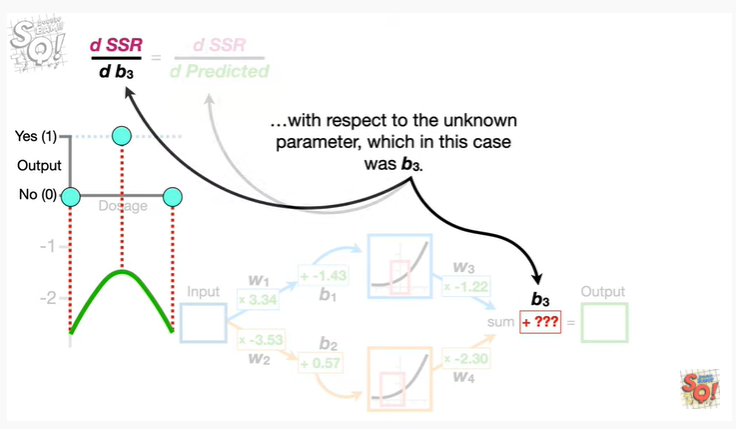 d SSR
d b3
=
d SSR
d Predicted
...with respect to the unknown
parameter, which in this case
was b3.
Yes (1)
Output
No (0)
Dosage
-1
-2
Input
W1
x 3.34
+ -1.43
b1
W3
x -1.22
b3
Output
sum
+ ???
=
x -3.53
W2
b2
+ 0.57
x -2.30
W4
SQ!
SQ!